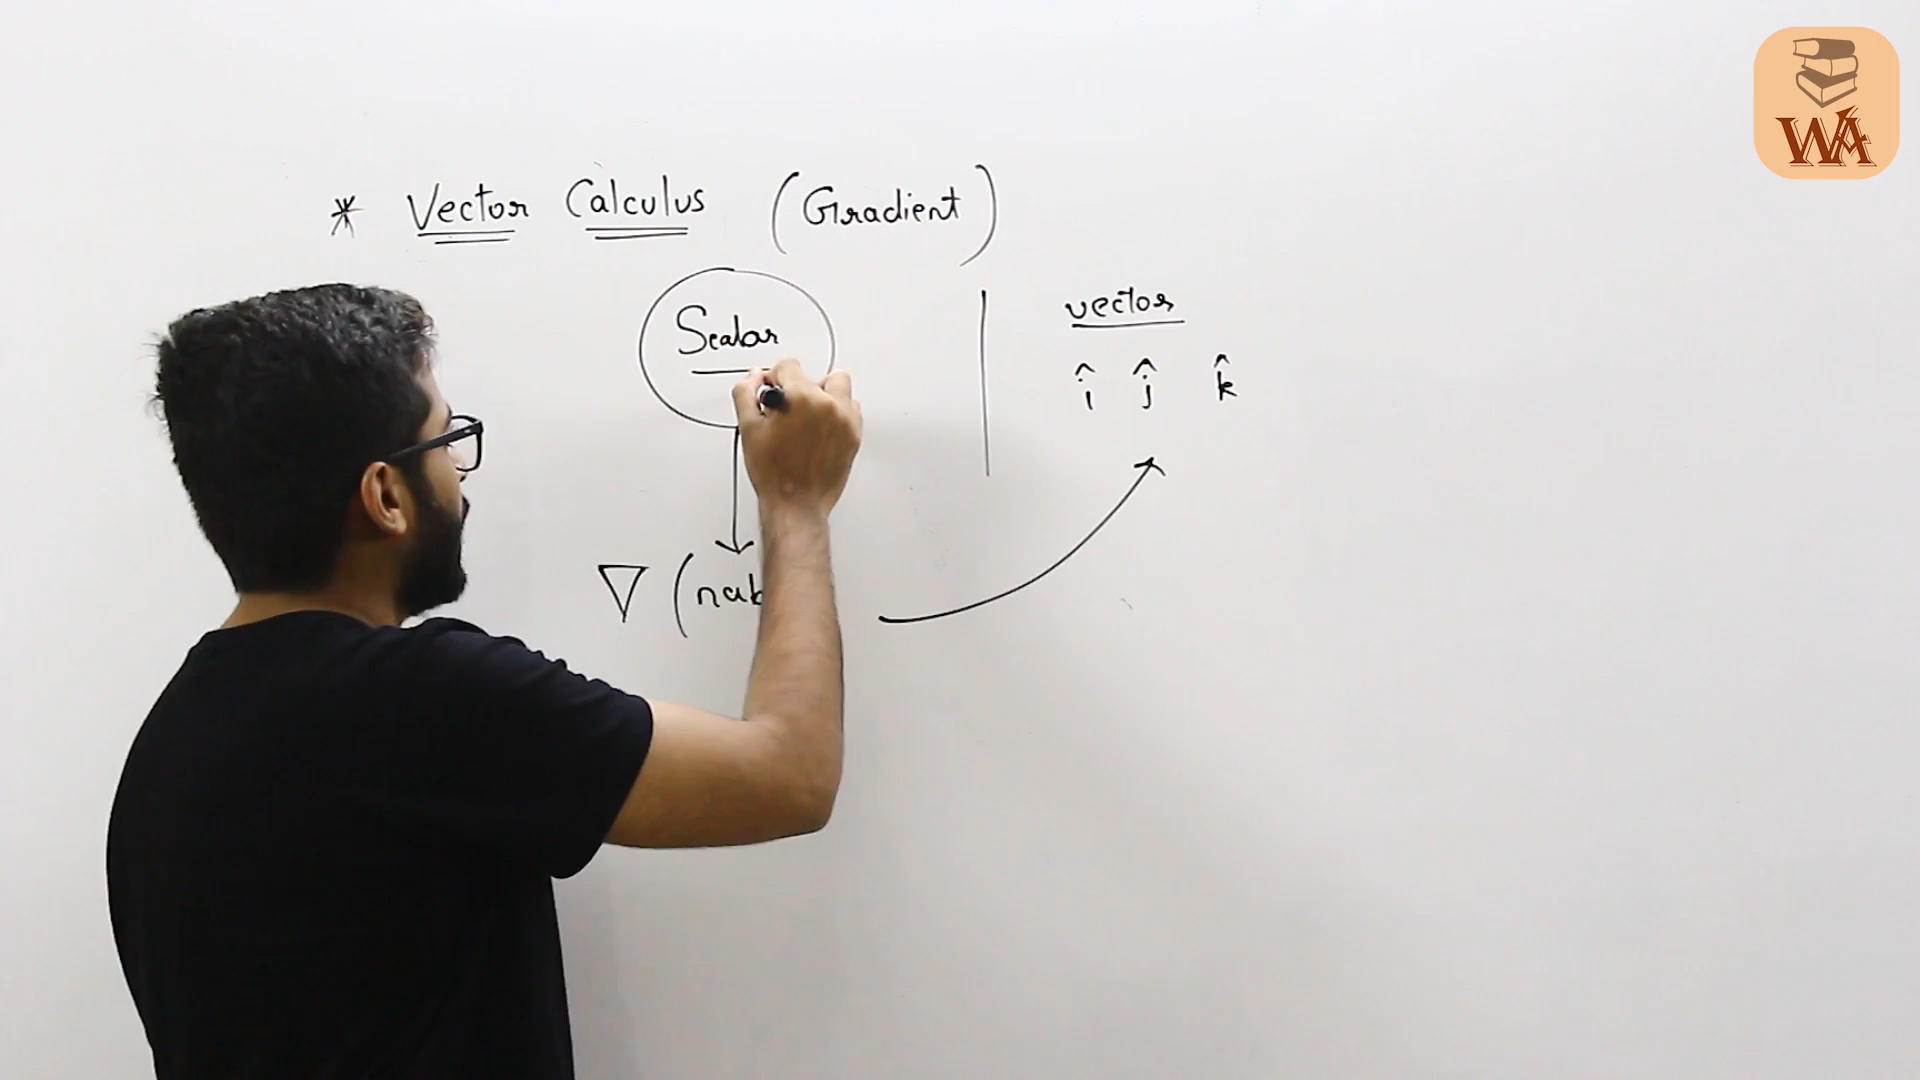 * Vector Calculus (Gradient)
Scalar
vector
î ĵ k̂
∇ (nab
WA